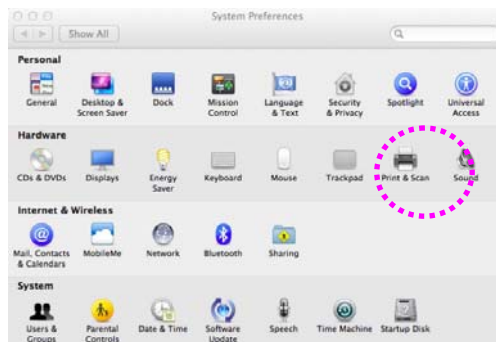 System Preferences
Show All
Personal
General Desktop & Screen Saver Dock Mission Control Language & Text Security & Privacy Spotlight Universal Access
Hardware
CDs & DVDs Displays Energy Saver Keyboard Mouse Trackpad Print & Scan Sound
Internet & Wireless
Mail, Contacts & Calendars MobileMe Network Bluetooth Sharing
System
Users & Groups Parental Controls Date & Time Software Update Speech Time Machine Startup Disk